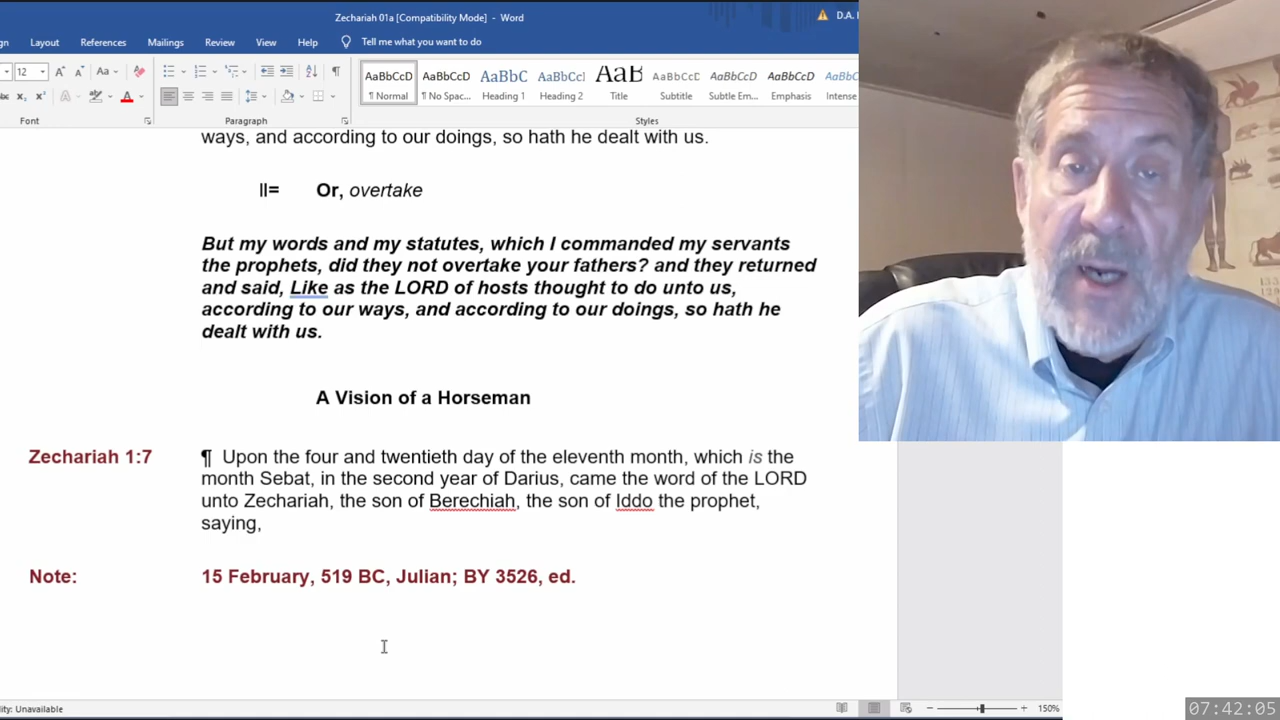 Zechariah 01a [Compatibility Mode] - Word
D.A.
Layout References Mailings Review View Help Tell me what you want to do
12 Aa
AaBbCcD AaBbCcD AaBbC AaBbCc AaB AaBbCcD AaBbCcD AaBbCcD AaBbC
¶ Normal ¶ No Spac... Heading 1 Heading 2 Title Subtitle Subtle Em... Emphasis Intense
Font Paragraph Styles
ways, and according to our doings, so hath he dealt with us.
||= Or, overtake
But my words and my statutes, which I commanded my servants
the prophets, did they not overtake your fathers? and they returned
and said, Like as the LORD of hosts thought to do unto us,
according to our ways, and according to our doings, so hath he
dealt with us.
A Vision of a Horseman
Zechariah 1:7 ¶ Upon the four and twentieth day of the eleventh month, which is the
month Sebat, in the second year of Darius, came the word of the LORD
unto Zechariah, the son of Berechiah, the son of Iddo the prophet,
saying,
Note: 15 February, 519 BC, Julian; BY 3526, ed.
lity: Unavailable 150%
07:42:05